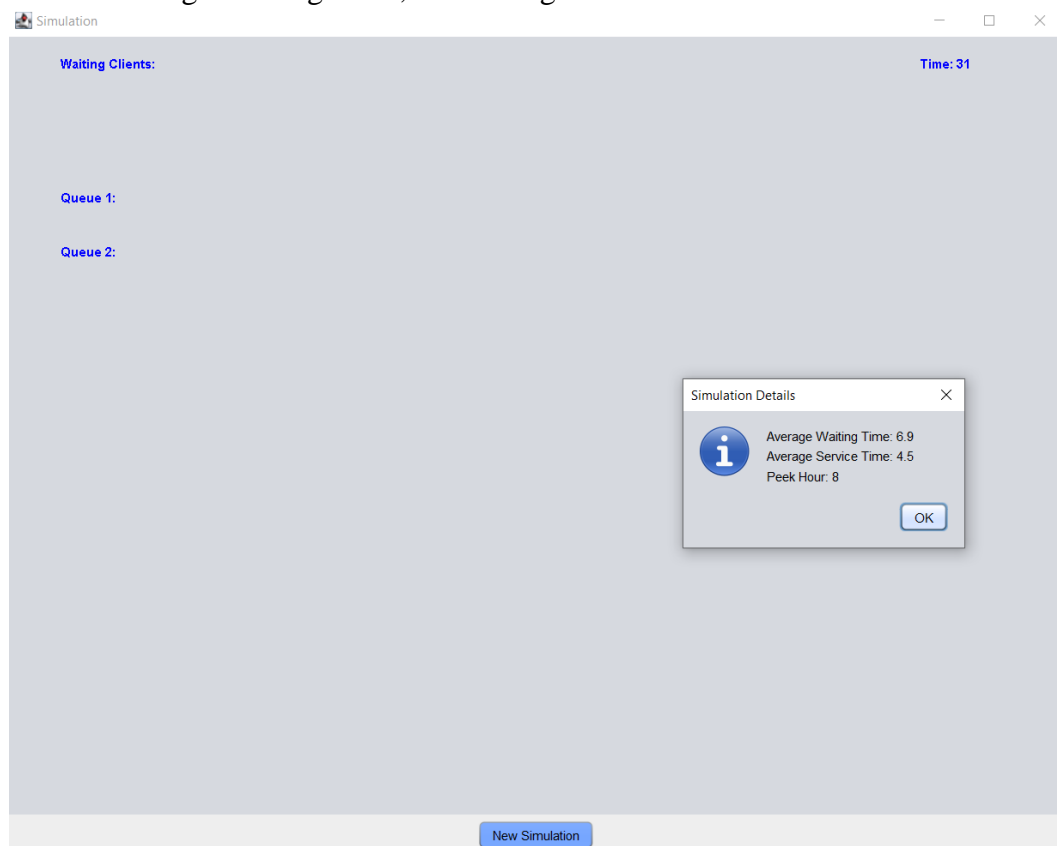 Simulation
Waiting Clients:
Time: 31
Queue 1:
Queue 2:
Simulation Details
Average Waiting Time: 6.9
Average Service Time: 4.5
Peek Hour: 8
OK
New Simulation